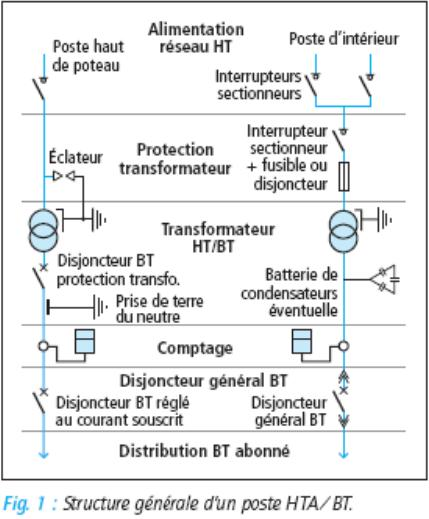 Alimentation
réseau HT
Poste haut
de poteau
Poste d'intérieur
Interrupteurs
sectionneurs
Interrupteur
sectionneur
+ fusible ou
disjoncteur
Protection
transformateur
Éclateur
Transformateur
HT/BT
Disjoncteur BT
protection transfo.
Batterie de
condensateurs
éventuelle
Prise de terre
du neutre
Comptage
Disjoncteur général BT
Disjoncteur BT réglé
au courant souscrit
Disjoncteur
général BT
Distribution BT abonné
Fig. 1 : Structure générale d'un poste HTA/BT.